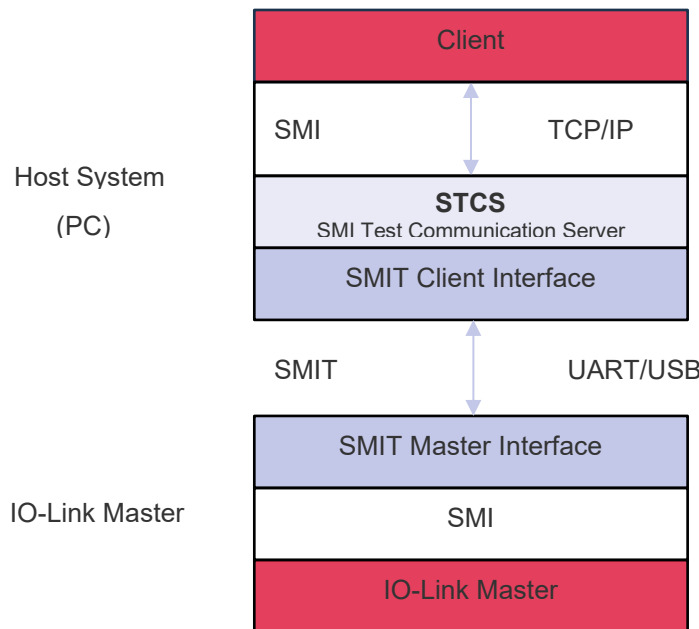 Client
SMI
TCP/IP
Host System
(PC)
STCS
SMI Test Communication Server
SMIT Client Interface
SMIT
UART/USB
SMIT Master Interface
IO-Link Master
SMI
IO-Link Master